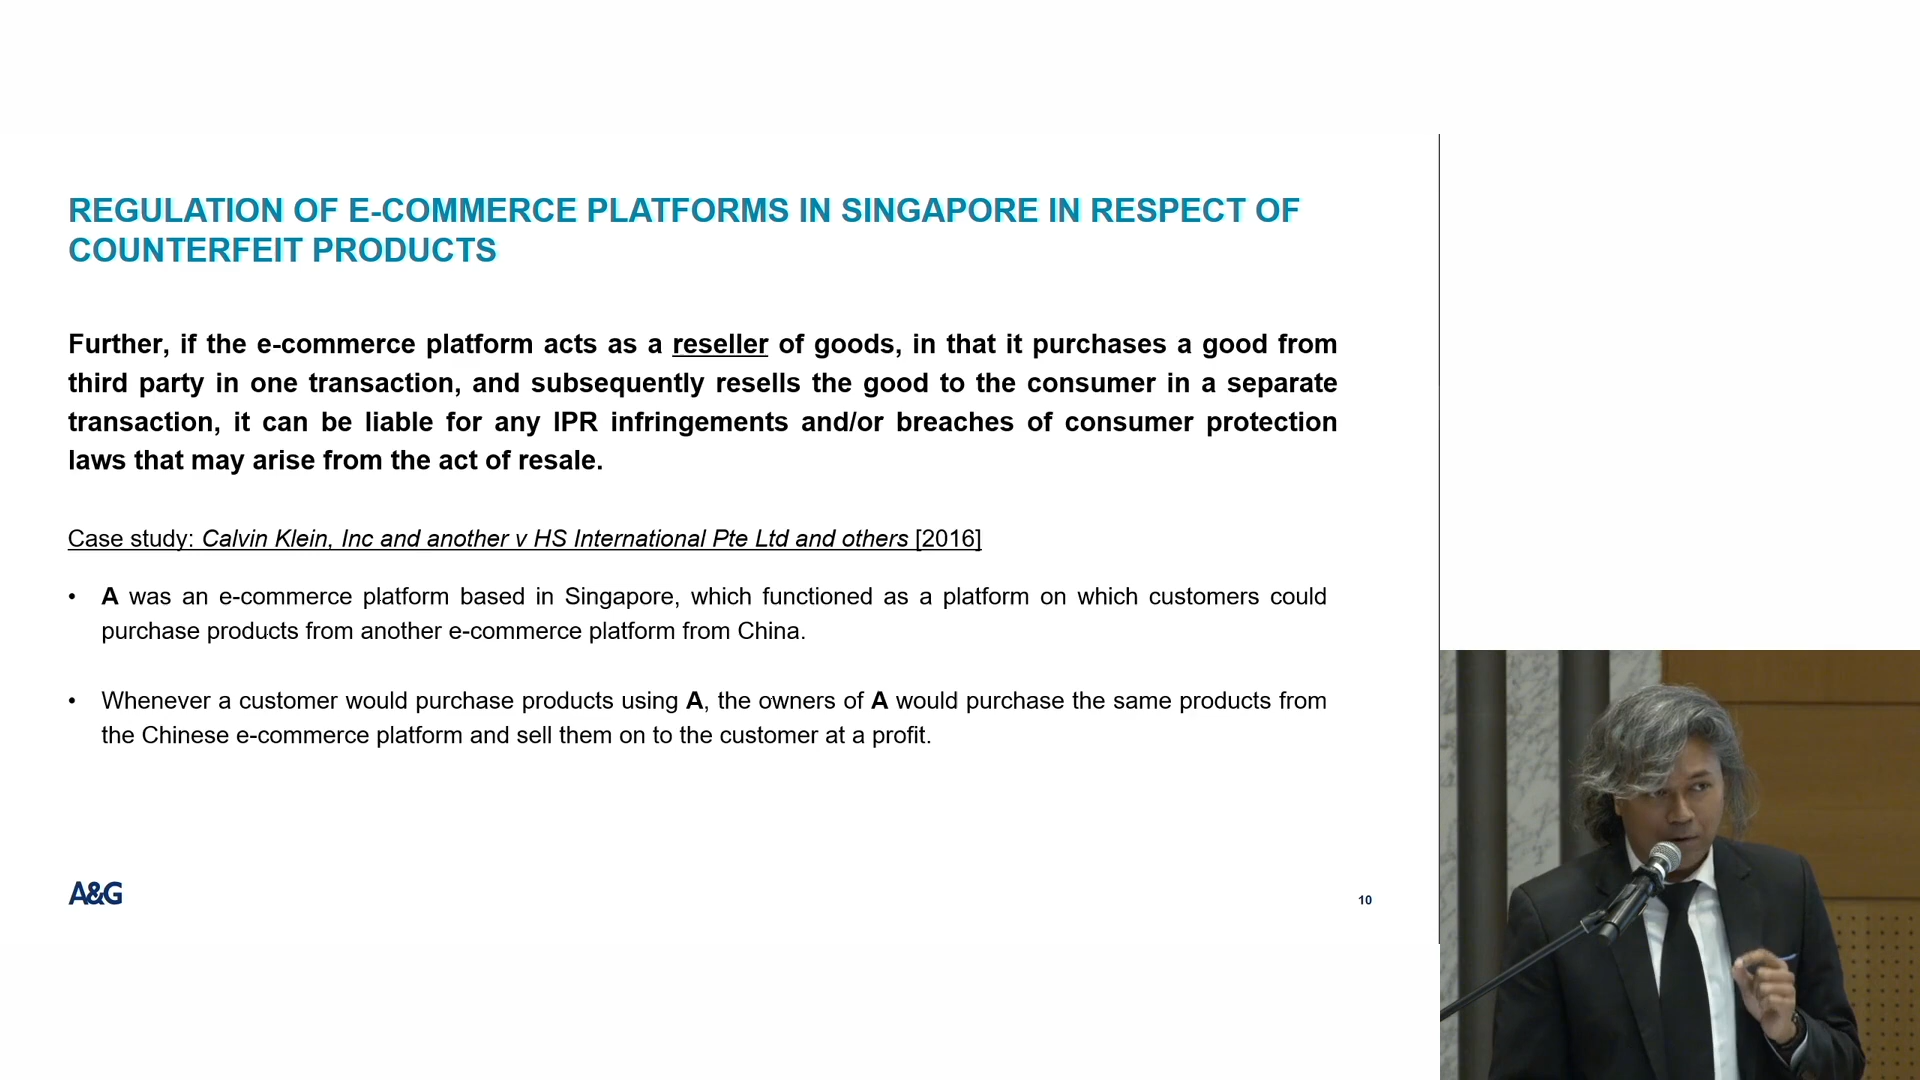 REGULATION OF E-COMMERCE PLATFORMS IN SINGAPORE IN RESPECT OF
COUNTERFEIT PRODUCTS
Further, if the e-commerce platform acts as a reseller of goods, in that it purchases a good from
third party in one transaction, and subsequently resells the good to the consumer in a separate
transaction, it can be liable for any IPR infringements and/or breaches of consumer protection
laws that may arise from the act of resale.
Case study: Calvin Klein, Inc and another v HS International Pte Ltd and others [2016]
• A was an e-commerce platform based in Singapore, which functioned as a platform on which customers could
purchase products from another e-commerce platform from China.
• Whenever a customer would purchase products using A, the owners of A would purchase the same products from
the Chinese e-commerce platform and sell them on to the customer at a profit.
A&G
10